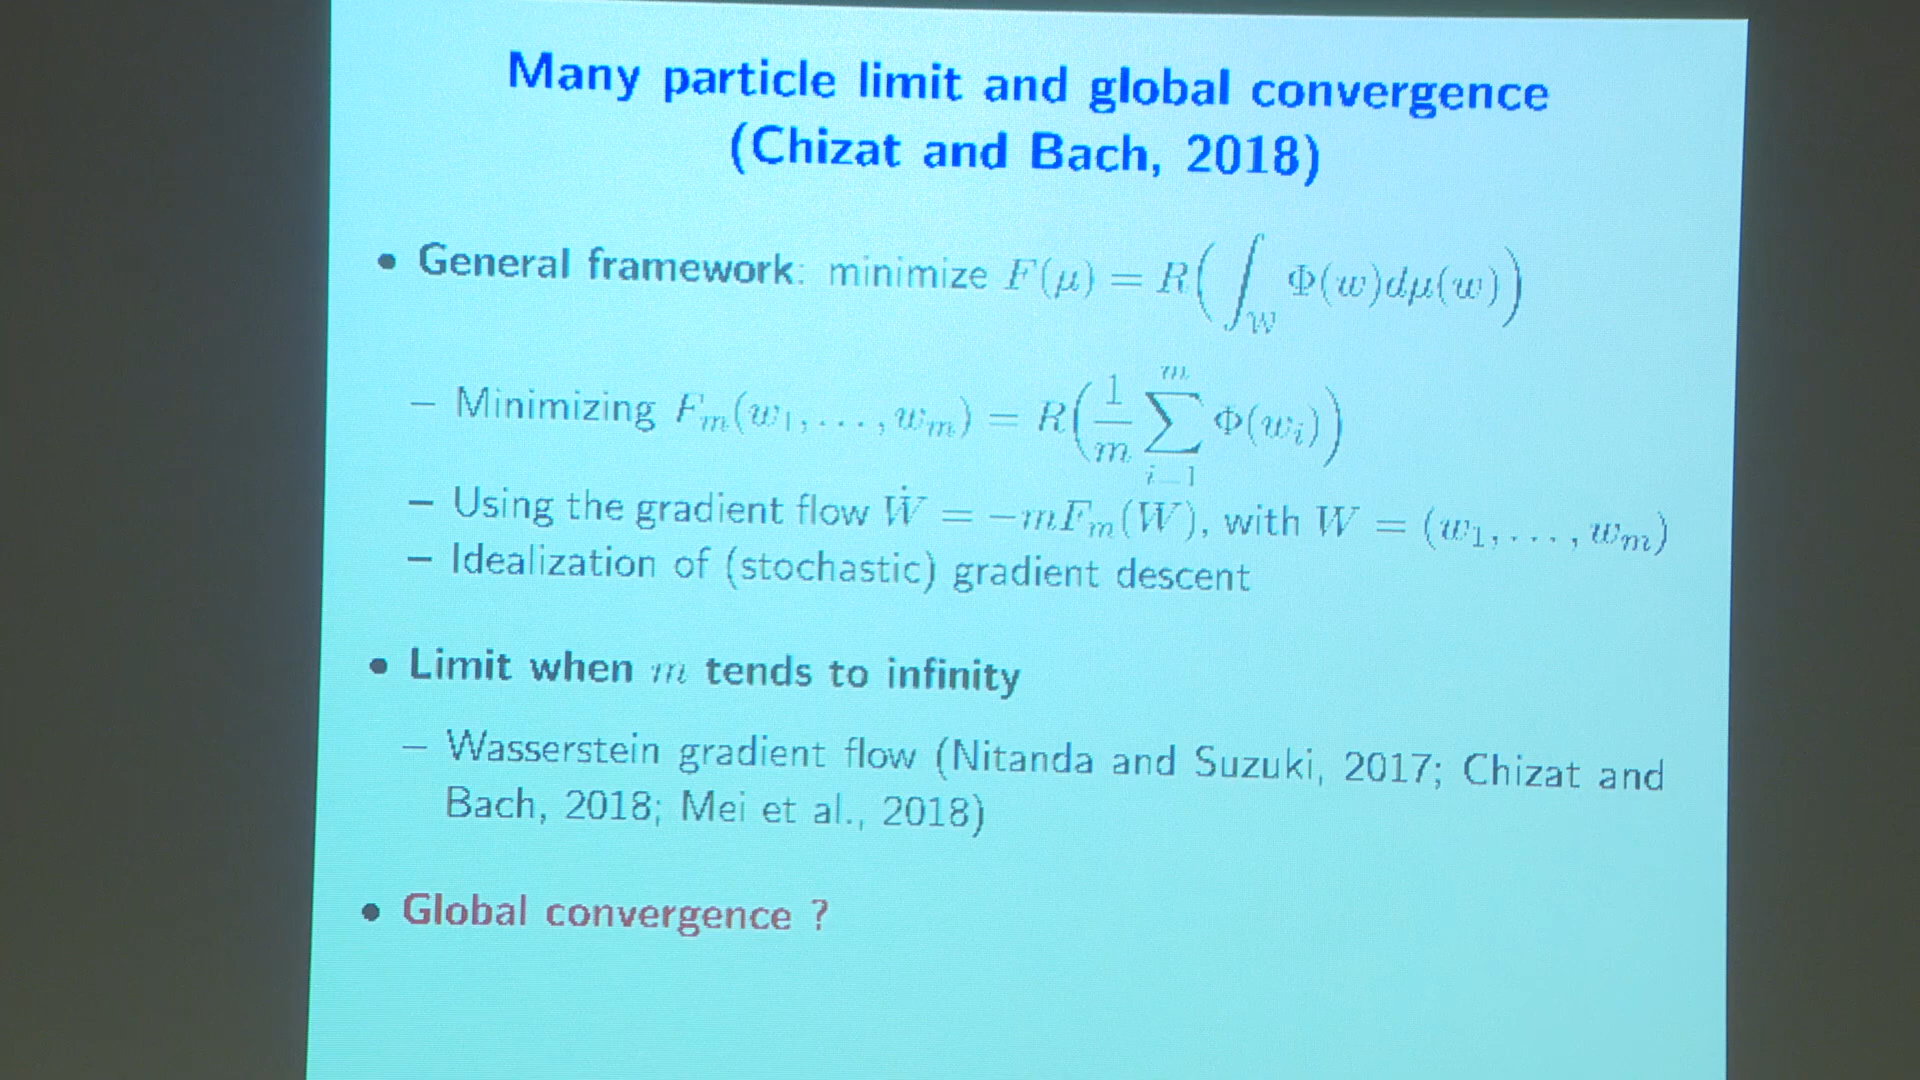 Many particle limit and global convergence
(Chizat and Bach, 2018)
• General framework: minimize F(μ) = R(∫_W Φ(w)dμ(w))
– Minimizing F_m(w_1, ..., w_m) = R(1/m ∑_{i=1}^m Φ(w_i))
– Using the gradient flow Ẇ = −mF_m(W), with W = (w_1, ..., w_m)
– Idealization of (stochastic) gradient descent
• Limit when m tends to infinity
– Wasserstein gradient flow (Nitanda and Suzuki, 2017; Chizat and
Bach, 2018; Mei et al., 2018)
• Global convergence ?